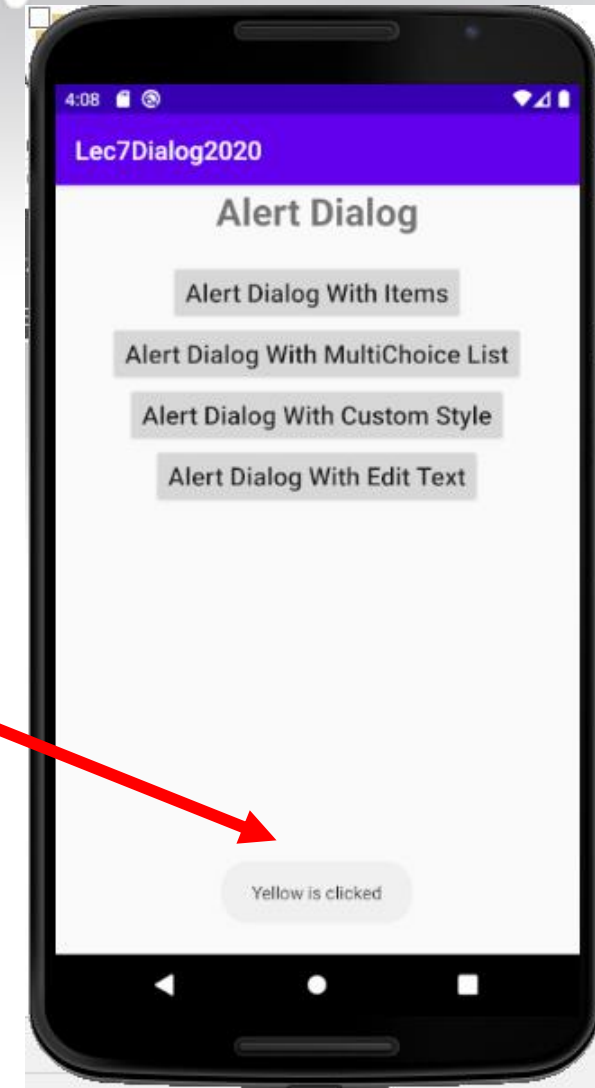 4:08
Lec7Dialog2020
Alert Dialog
Alert Dialog With Items
Alert Dialog With MultiChoice List
Alert Dialog With Custom Style
Alert Dialog With Edit Text
Yellow is clicked